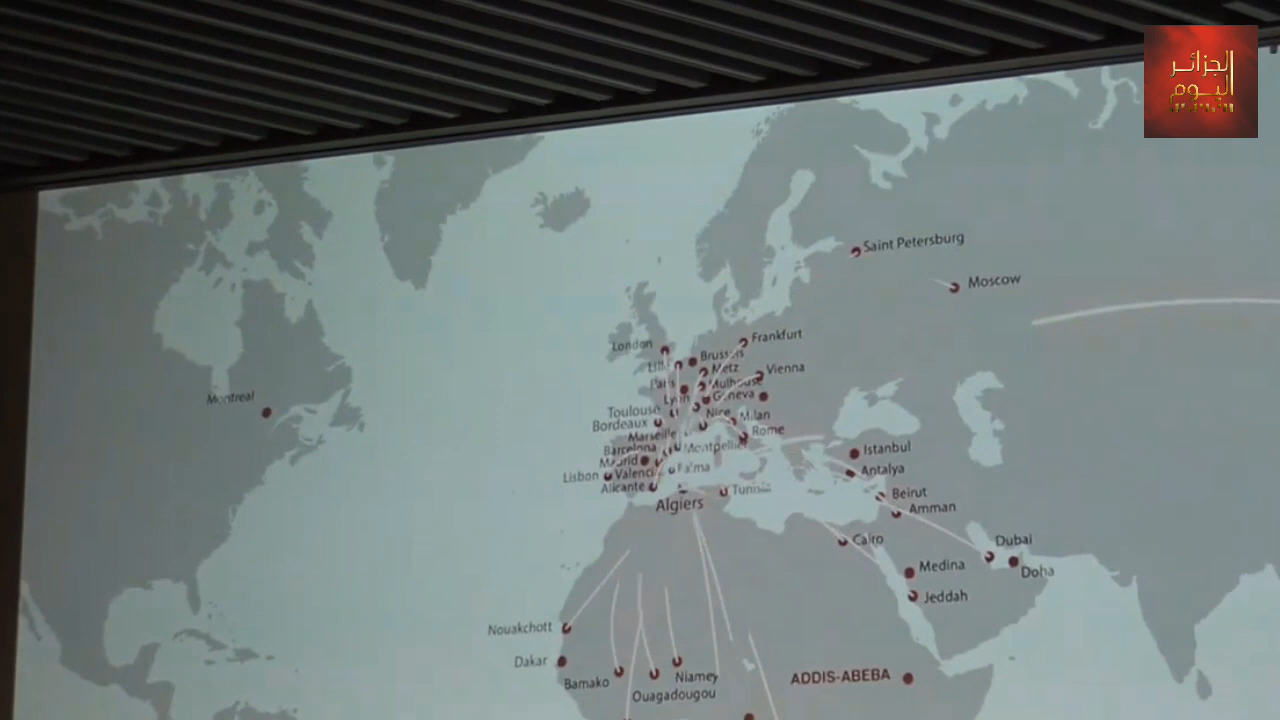 الجزائر
اليوم
Saint Petersburg
Moscow
Frankfurt
London
Brussels
Lille
Metz
Vienna
Paris
Mulhouse
Lyon
Geneva
Montreal
Toulouse
Nice
Milan
Bordeaux
Rome
Marseille
Barcelona
Montpellier
Istanbul
Madrid
Palma
Antalya
Lisbon
Valencia
Alicante
Tunis
Beirut
Algiers
Amman
Cairo
Dubai
Medina
Doha
Jeddah
Nouakchott
Dakar
Bamako
Niamey
ADDIS-ABEBA
Ouagadougou